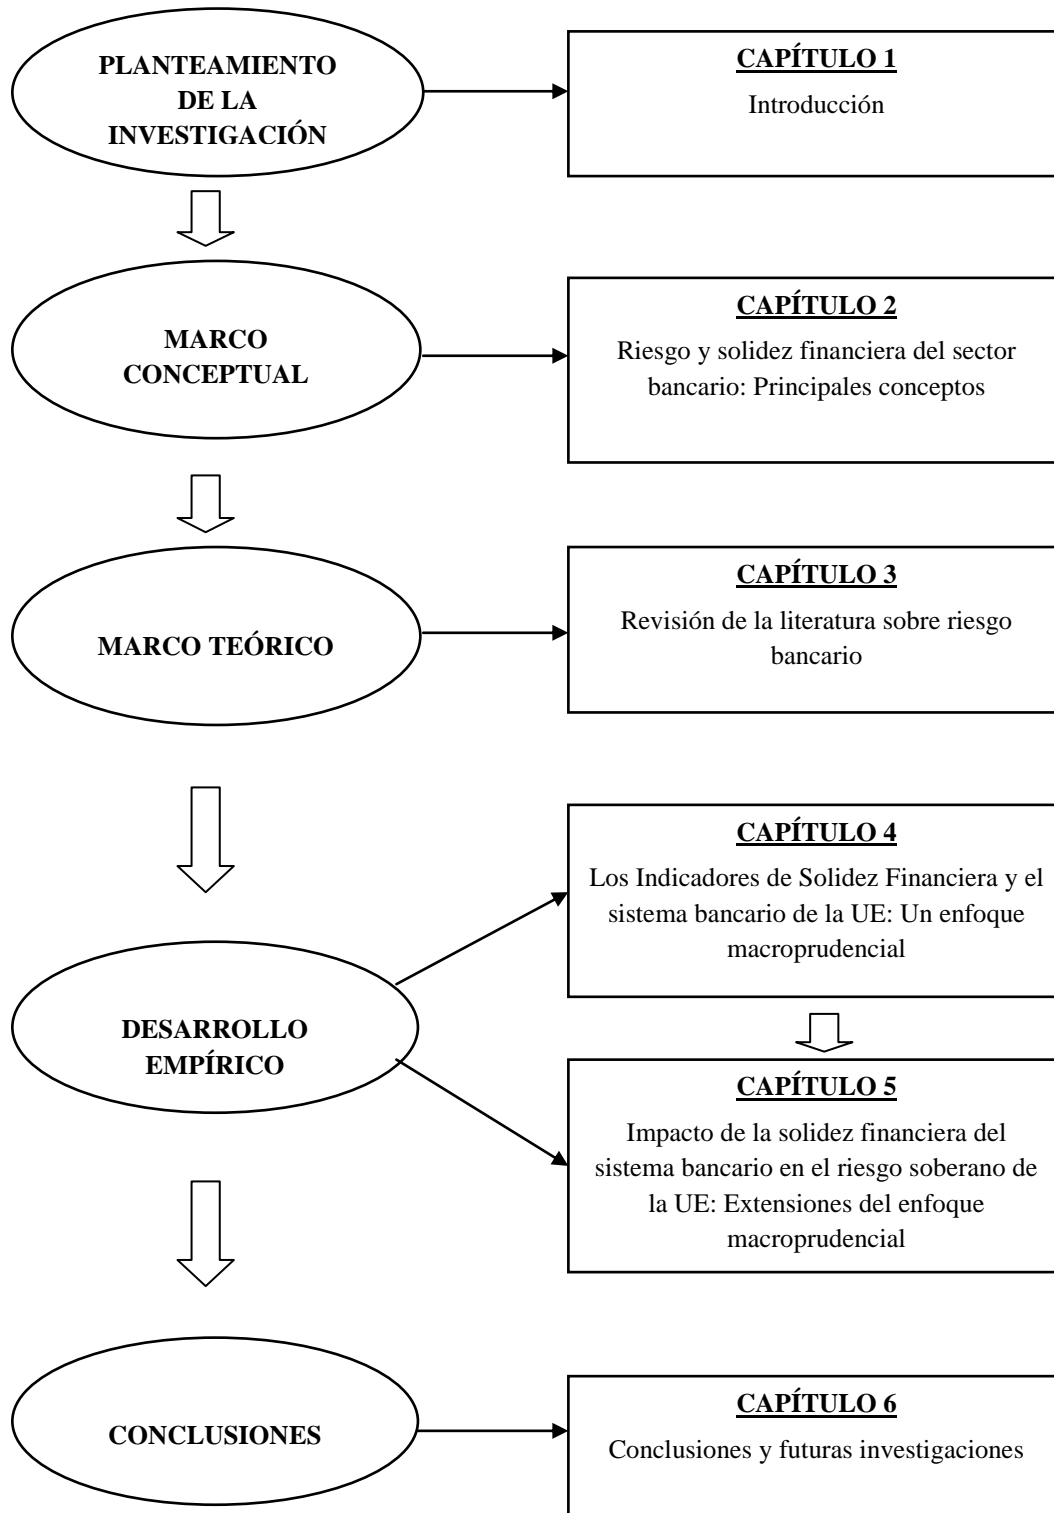 PLANTEAMIENTO
DE LA
INVESTIGACIÓN
CAPÍTULO 1
Introducción
MARCO
CONCEPTUAL
CAPÍTULO 2
Riesgo y solidez financiera del sector
bancario: Principales conceptos
MARCO TEÓRICO
CAPÍTULO 3
Revisión de la literatura sobre riesgo
bancario
DESARROLLO
EMPÍRICO
CAPÍTULO 4
Los Indicadores de Solidez Financiera y el
sistema bancario de la UE: Un enfoque
macroprudencial
CAPÍTULO 5
Impacto de la solidez financiera del
sistema bancario en el riesgo soberano de
la UE: Extensiones del enfoque
macroprudencial
CONCLUSIONES
CAPÍTULO 6
Conclusiones y futuras investigaciones